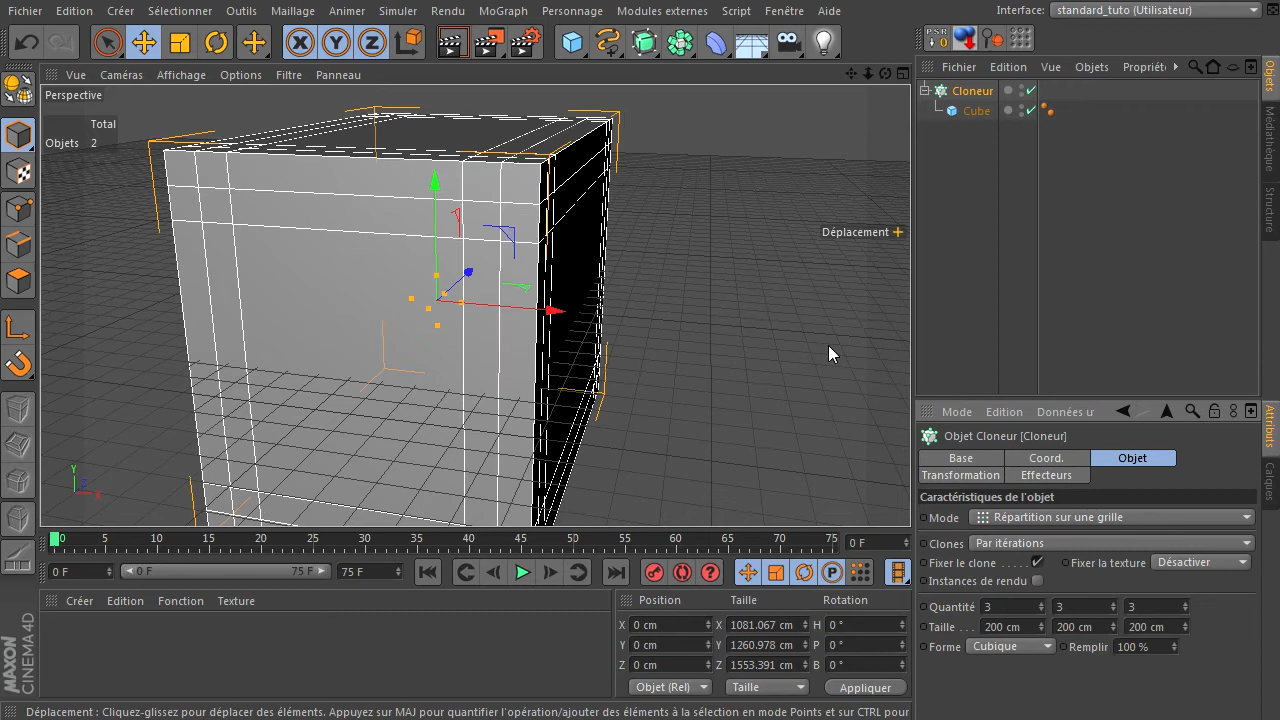 Fichier Edition Créer Sélectionner Outils Maillage Animer Simuler Rendu MoGraph Personnage Modules externes Script Fenêtre Aide Interface: standard_tuto (Utilisateur)
X Y Z PSR 0
Vue Caméras Affichage Options Filtre Panneau
Fichier Edition Vue Objets Propriété
Perspective
Total
Objets 2
Déplacement
Y Z X
Cloneur
Cube
Objets
Médiathèque
Structure
Mode Edition Données u
Objet Cloneur [Cloneur]
Base Coord. Objet
Transformation Effecteurs
Caractéristiques de l'objet
Mode Répartition sur une grille
Clones Par itérations
Fixer le clone ..... Fixer la texture Désactiver
Instances de rendu
Quantité 3 3 3
Taille ... 200 cm 200 cm 200 cm
Forme Cubique Remplir 100 %
Attributs
Calques
0 5 10 15 20 25 30 35 40 45 50 55 60 65 70 75 0 F
0 F 0 F 75 F 75 F P
Créer Edition Fonction Texture
Position Taille Rotation
X 0 cm X 1081.067 cm H 0 °
Y 0 cm Y 1260.978 cm P 0 °
Z 0 cm Z 1553.391 cm B 0 °
Objet (Rel) Taille Appliquer
MAXON
CINEMA 4D
Déplacement : Cliquez-glissez pour déplacer des éléments. Appuyez sur MAJ pour quantifier l'opération/ajouter des éléments à la sélection en mode Points et sur CTRL pour